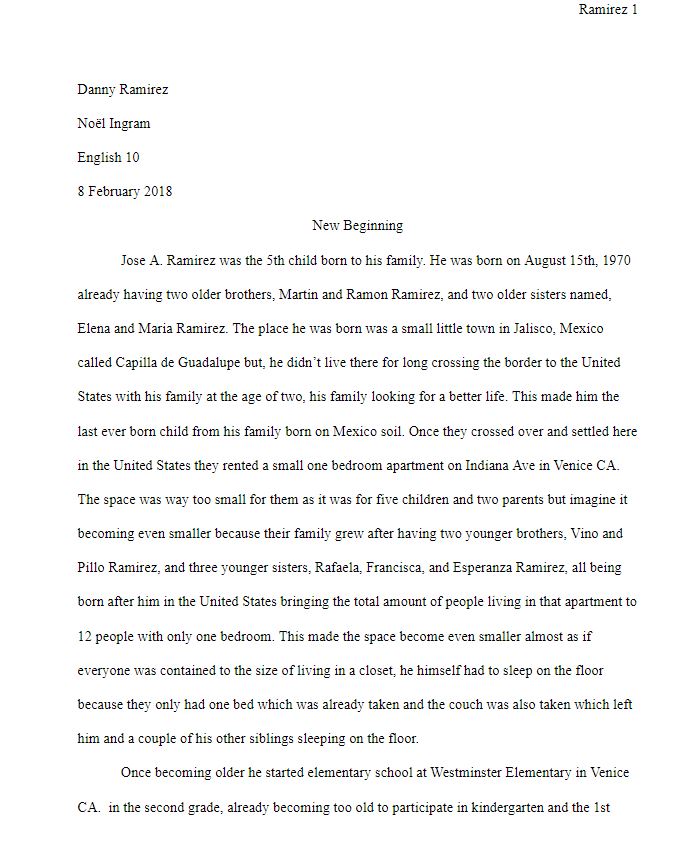 Ramirez 1
Danny Ramirez
Noël Ingram
English 10
8 February 2018
New Beginning
Jose A. Ramirez was the 5th child born to his family. He was born on August 15th, 1970
already having two older brothers, Martin and Ramon Ramirez, and two older sisters named,
Elena and Maria Ramirez. The place he was born was a small little town in Jalisco, Mexico
called Capilla de Guadalupe but, he didn’t live there for long crossing the border to the United
States with his family at the age of two, his family looking for a better life. This made him the
last ever born child from his family born on Mexico soil. Once they crossed over and settled here
in the United States they rented a small one bedroom apartment on Indiana Ave in Venice CA.
The space was way too small for them as it was for five children and two parents but imagine it
becoming even smaller because their family grew after having two younger brothers, Vino and
Pillo Ramirez, and three younger sisters, Rafaela, Francisca, and Esperanza Ramirez, all being
born after him in the United States bringing the total amount of people living in that apartment to
12 people with only one bedroom. This made the space become even smaller almost as if
everyone was contained to the size of living in a closet, he himself had to sleep on the floor
because they only had one bed which was already taken and the couch was also taken which left
him and a couple of his other siblings sleeping on the floor.
Once becoming older he started elementary school at Westminster Elementary in Venice
CA.  in the second grade, already becoming too old to participate in kindergarten and the 1st